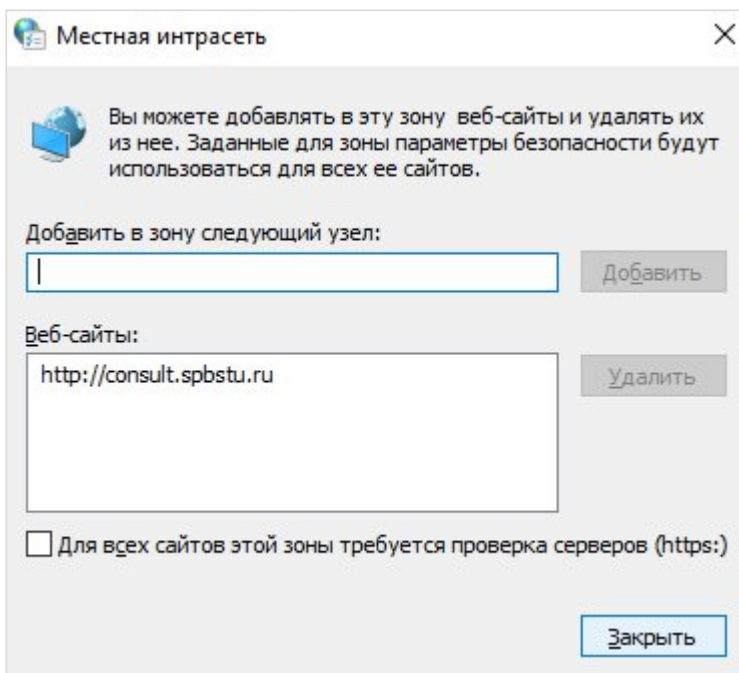 Местная интрасеть
Вы можете добавлять в эту зону веб-сайты и удалять их
из нее. Заданные для зоны параметры безопасности будут
использоваться для всех ее сайтов.
Добавить в зону следующий узел:
Добавить
Веб-сайты:
http://consult.spbstu.ru
Удалить
Для всех сайтов этой зоны требуется проверка серверов (https:)
Закрыть